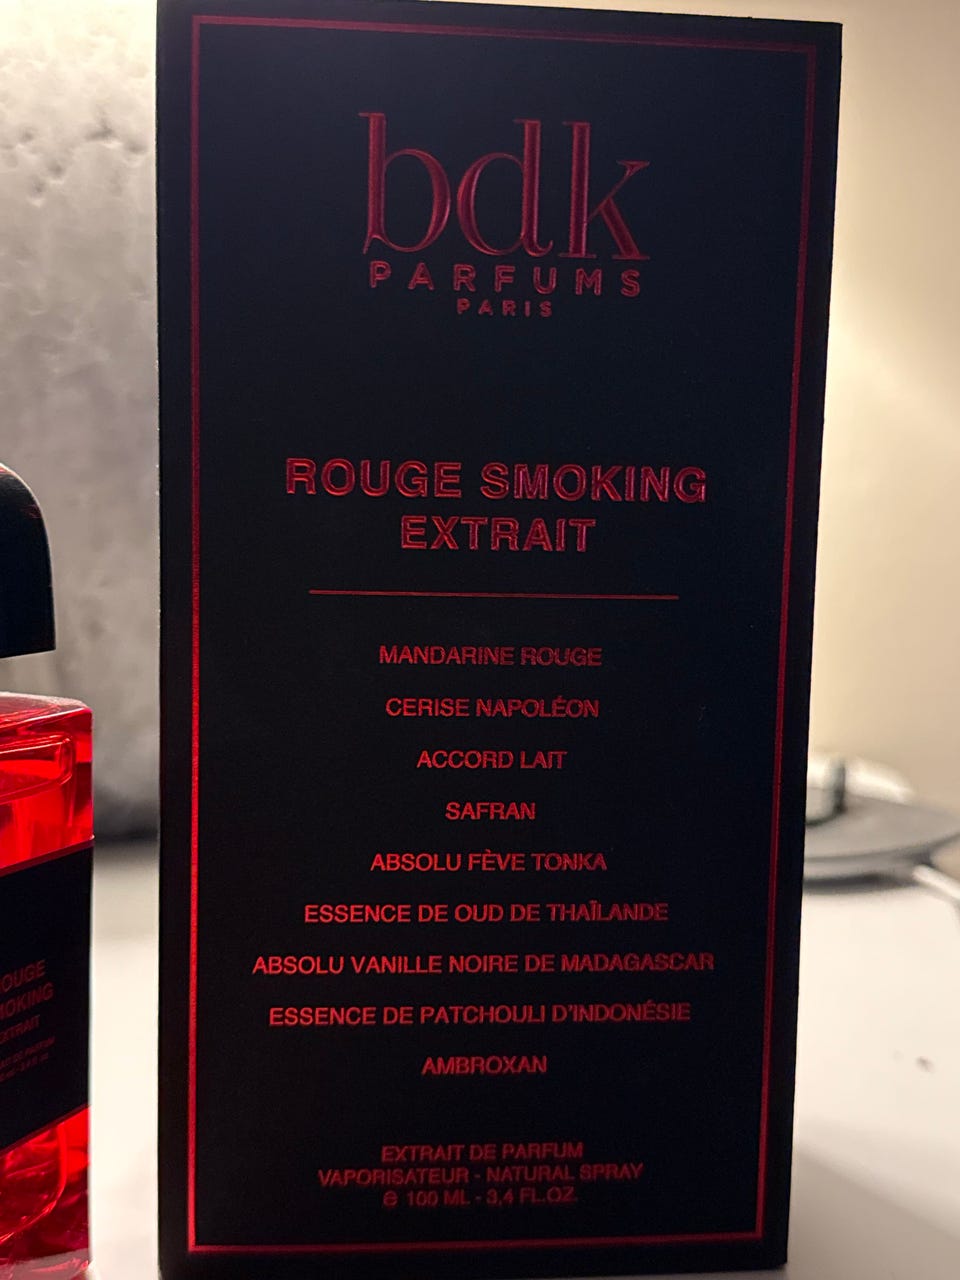 bdk
PARFUMS
PARIS
ROUGE SMOKING
EXTRAIT
MANDARINE ROUGE
CERISE NAPOLÉON
ACCORD LAIT
SAFRAN
ABSOLU FÈVE TONKA
ESSENCE DE OUD DE THAÏLANDE
ABSOLU VANILLE NOIRE DE MADAGASCAR
ESSENCE DE PATCHOULI D'INDONÉSIE
AMBROXAN
EXTRAIT DE PARFUM
VAPORISATEUR - NATURAL SPRAY
℮ 100 ML - 3,4 FL.OZ.
OUGE
MOKING
EXTRAIT